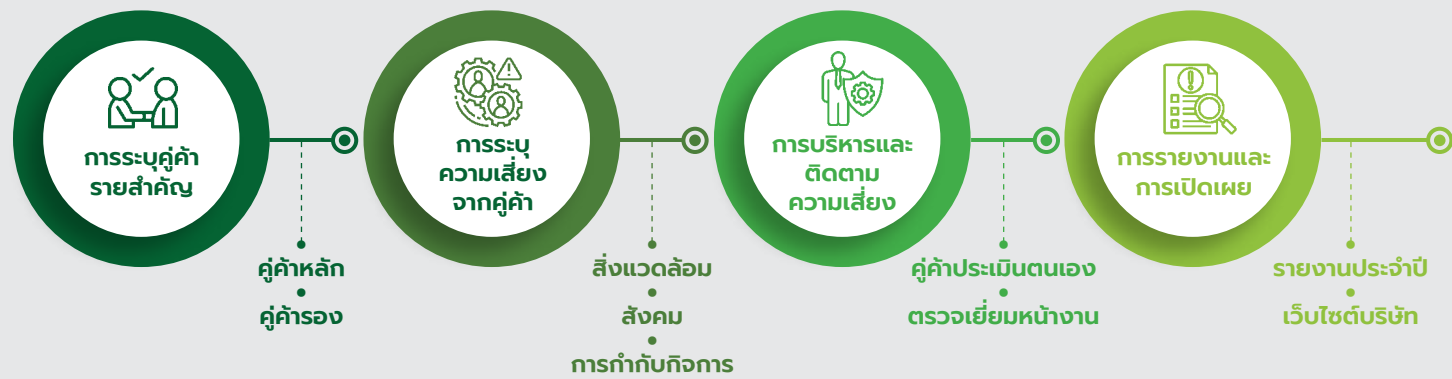 การระบุคู่ค้า
รายสำคัญ
คู่ค้าหลัก
คู่ค้ารอง
การระบุ
ความเสี่ยง
จากคู่ค้า
สิ่งแวดล้อม
สังคม
การกำกับกิจการ
การบริหารและ
ติดตาม
ความเสี่ยง
คู่ค้าประเมินตนเอง
ตรวจเยี่ยมหน้างาน
การรายงานและ
การเปิดเผย
รายงานประจำปี
เว็บไซต์บริษัท